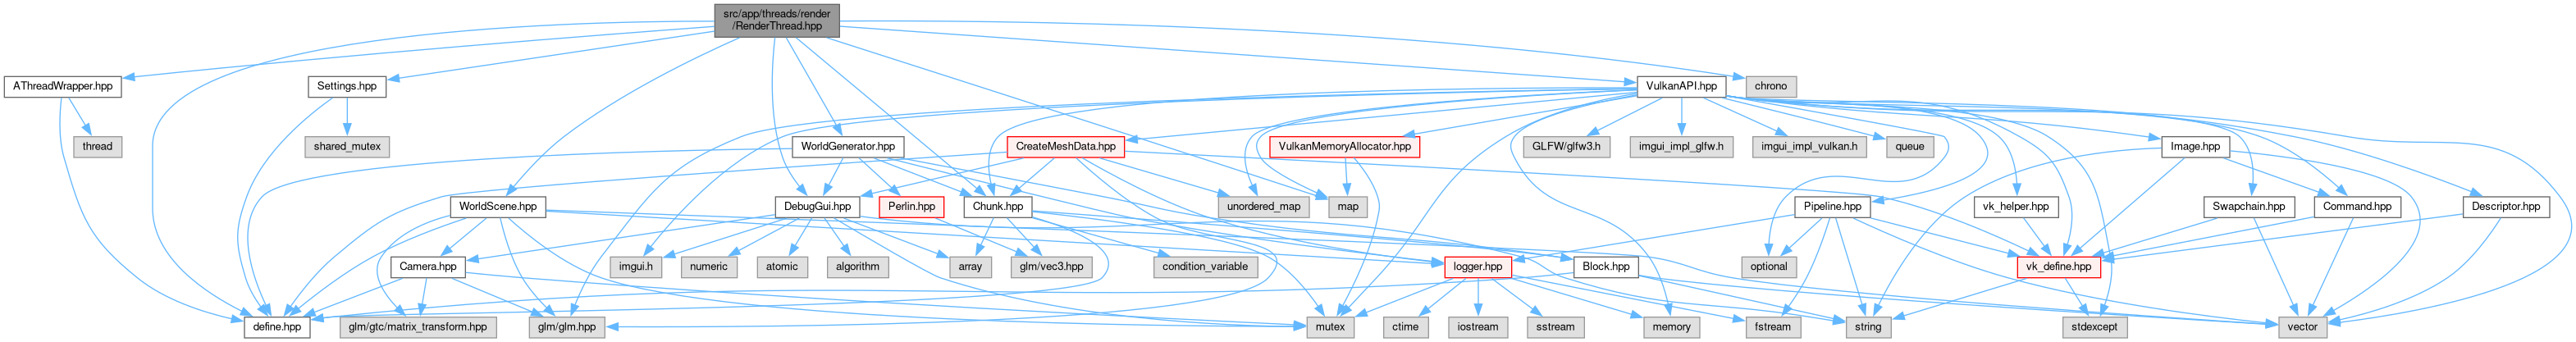 src/app/threads/render
/RenderThread.hpp
AThreadWrapper.hpp
Settings.hpp
VulkanAPI.hpp
chrono
thread
shared_mutex
WorldGenerator.hpp
CreateMeshData.hpp
VulkanMemoryAllocator.hpp
GLFW/glfw3.h
imgui_impl_glfw.h
imgui_impl_vulkan.h
queue
Image.hpp
WorldScene.hpp
DebugGui.hpp
Perlin.hpp
Chunk.hpp
unordered_map
map
Pipeline.hpp
vk_helper.hpp
Swapchain.hpp
Command.hpp
Descriptor.hpp
Camera.hpp
imgui.h
numeric
atomic
algorithm
array
glm/vec3.hpp
condition_variable
logger.hpp
Block.hpp
optional
vk_define.hpp
define.hpp
glm/gtc/matrix_transform.hpp
glm/glm.hpp
mutex
ctime
iostream
sstream
memory
fstream
string
stdexcept
vector